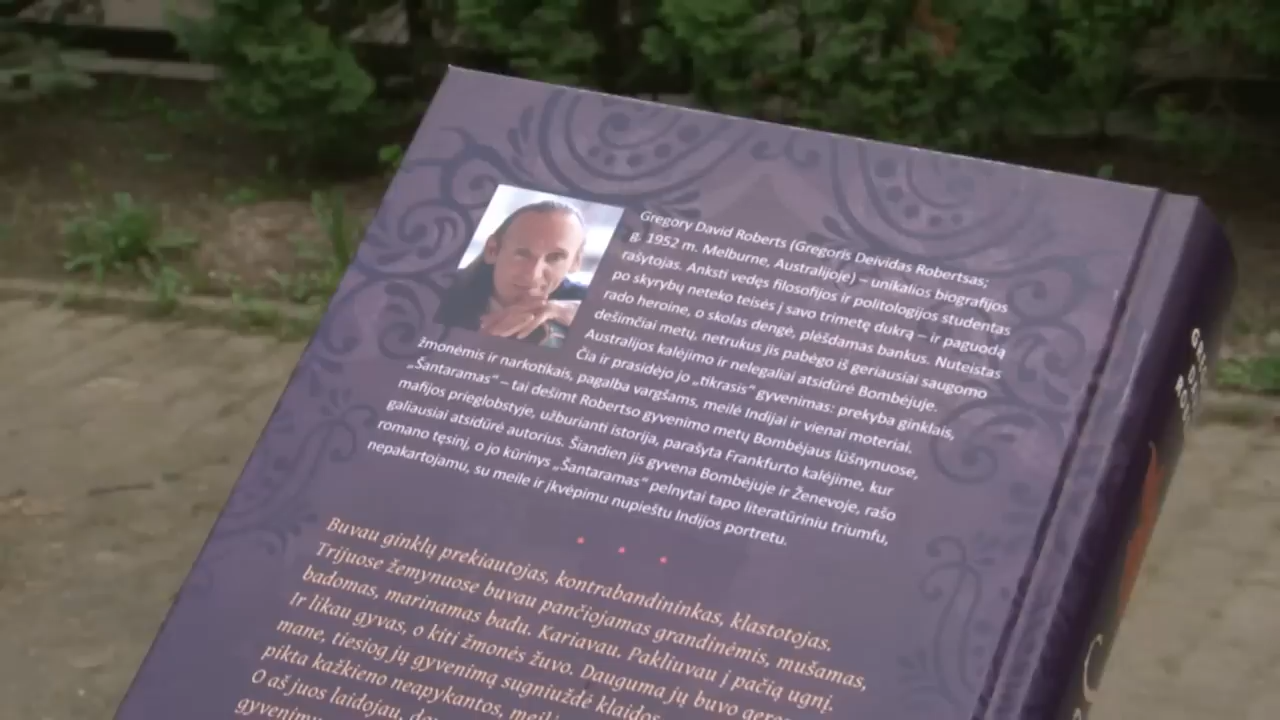 Gregory David Roberts (Gregoris Deividas Robertsas;
g. 1952 m. Melburne, Australijoje) – unikalios biografijos
rašytojas. Anksti vedęs filosofijos ir politologijos studentas
po skyrybų neteko teisės į savo trimetę dukrą – ir paguodą
rado heroine, o skolas dengė, plėšdamas bankus. Nuteistas
dešimčiai metų, netrukus jis pabėgo iš geriausiai saugomo
Australijos kalėjimo ir nelegaliai atsidūrė Bombėjuje.
Čia ir prasidėjo jo „tikrasis“ gyvenimas: prekyba ginklais,
žmonėmis ir narkotikais, pagalba vargšams, meilė Indijai ir vienai moteriai.
„Šantaramas“ – tai dešimt Robertso gyvenimo metų Bombėjaus lūšnynuose,
mafijos prieglobstyje, užburianti istorija, parašyta Frankfurto kalėjime, kur
galiausiai atsidūrė autorius. Šiandien jis gyvena Bombėjuje ir Ženevoje, rašo
romano tęsinį, o jo kūrinys „Šantaramas“ pelnytai tapo literatūriniu triumfu,
nepakartojamu, su meile ir įkvėpimu nupieštu Indijos portretu.
Buvau ginklų prekiautojas, kontrabandininkas, klastotojas.
Trijuose žemynuose buvau pančiojamas grandinėmis, mušamas,
badomas, marinamas badu. Kariavau. Pakliuvau į pačią ugnį.
Ir likau gyvas, o kiti žmonės žuvo. Dauguma jų buvo
mane, tiesiog jų gyvenimą sugniuždė klaidos
pikta kažkieno neapykantos,
O aš juos laidojau,